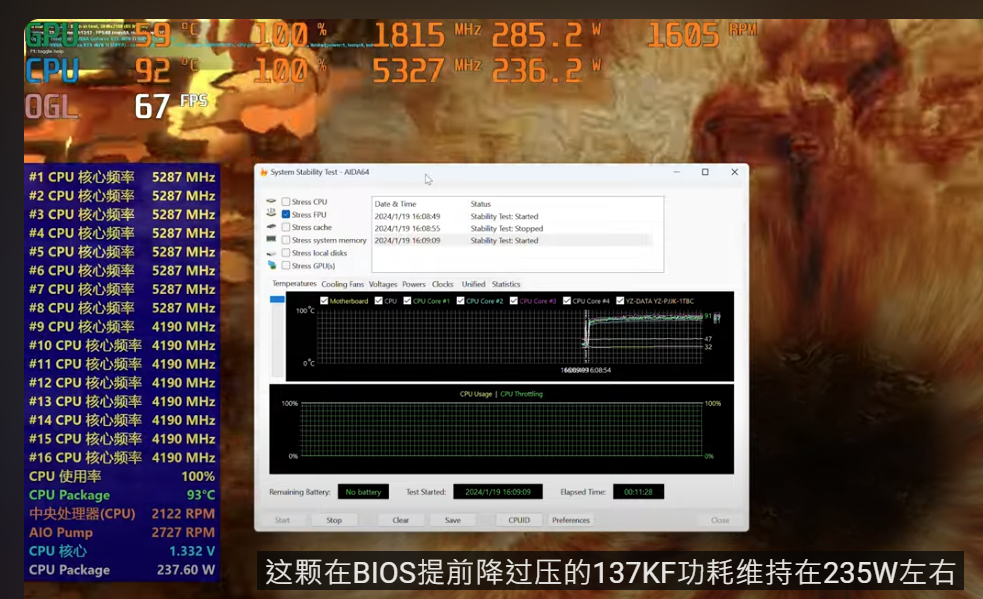 GPU 59 °C 100 % 1815 MHz 285.2 W 1605 RPM
CPU 92 °C 100 % 5327 MHz 236.2 W
OGL 67 FPS
#1 CPU 核心频率 5287 MHz
#2 CPU 核心频率 5287 MHz
#3 CPU 核心频率 5287 MHz
#4 CPU 核心频率 5287 MHz
#5 CPU 核心频率 5287 MHz
#6 CPU 核心频率 5287 MHz
#7 CPU 核心频率 5287 MHz
#8 CPU 核心频率 5287 MHz
#9 CPU 核心频率 4190 MHz
#10 CPU 核心频率 4190 MHz
#11 CPU 核心频率 4190 MHz
#12 CPU 核心频率 4190 MHz
#13 CPU 核心频率 4190 MHz
#14 CPU 核心频率 4190 MHz
#15 CPU 核心频率 4190 MHz
#16 CPU 核心频率 4190 MHz
CPU 使用率 100%
CPU Package 93°C
中央处理器(CPU) 2122 RPM
AIO Pump 2727 RPM
CPU 核心 1.332 V
CPU Package 237.60 W
System Stability Test - AIDA64
Stress CPU
Stress FPU
Stress cache
Stress system memory
Stress local disks
Stress GPU(s)
Date & Time Status
2024/1/19 16:08:49 Stability Test: Started
2024/1/19 16:08:55 Stability Test: Stopped
2024/1/19 16:09:09 Stability Test: Started
Temperatures Cooling Fans Voltages Powers Clocks Unified Statistics
Motherboard CPU CPU Core #1 CPU Core #2 CPU Core #3 CPU Core #4 YZ-DATA YZ-PJJK-1TBC
100°C
91
47
32
0°C
16:08:54
CPU Usage | CPU Throttling
100% 100%
0% 0%
Remaining Battery: No battery Test Started: 2024/1/19 16:09:09 Elapsed Time: 00:11:28
Start Stop Clear Save CPUID Preferences Close
这颗在BIOS提前降过压的137KF功耗维持在235W左右